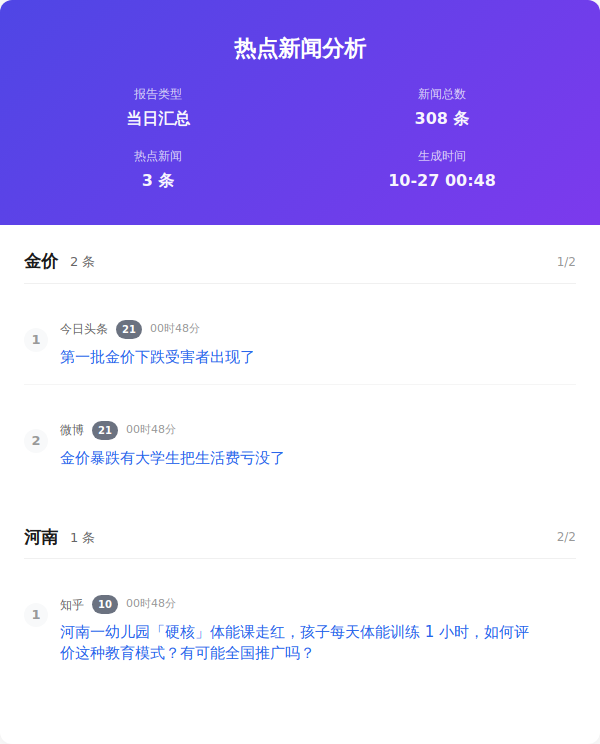 热点新闻分析
报告类型
当日汇总
新闻总数
308 条
热点新闻
3 条
生成时间
10-27 00:48
金价 2 条 1/2
1 今日头条 21 00时48分
第一批金价下跌受害者出现了
2 微博 21 00时48分
金价暴跌有大学生把生活费亏没了
河南 1 条 2/2
1 知乎 10 00时48分
河南一幼儿园「硬核」体能课走红，孩子每天体能训练 1 小时，如何评
价这种教育模式？有可能全国推广吗？